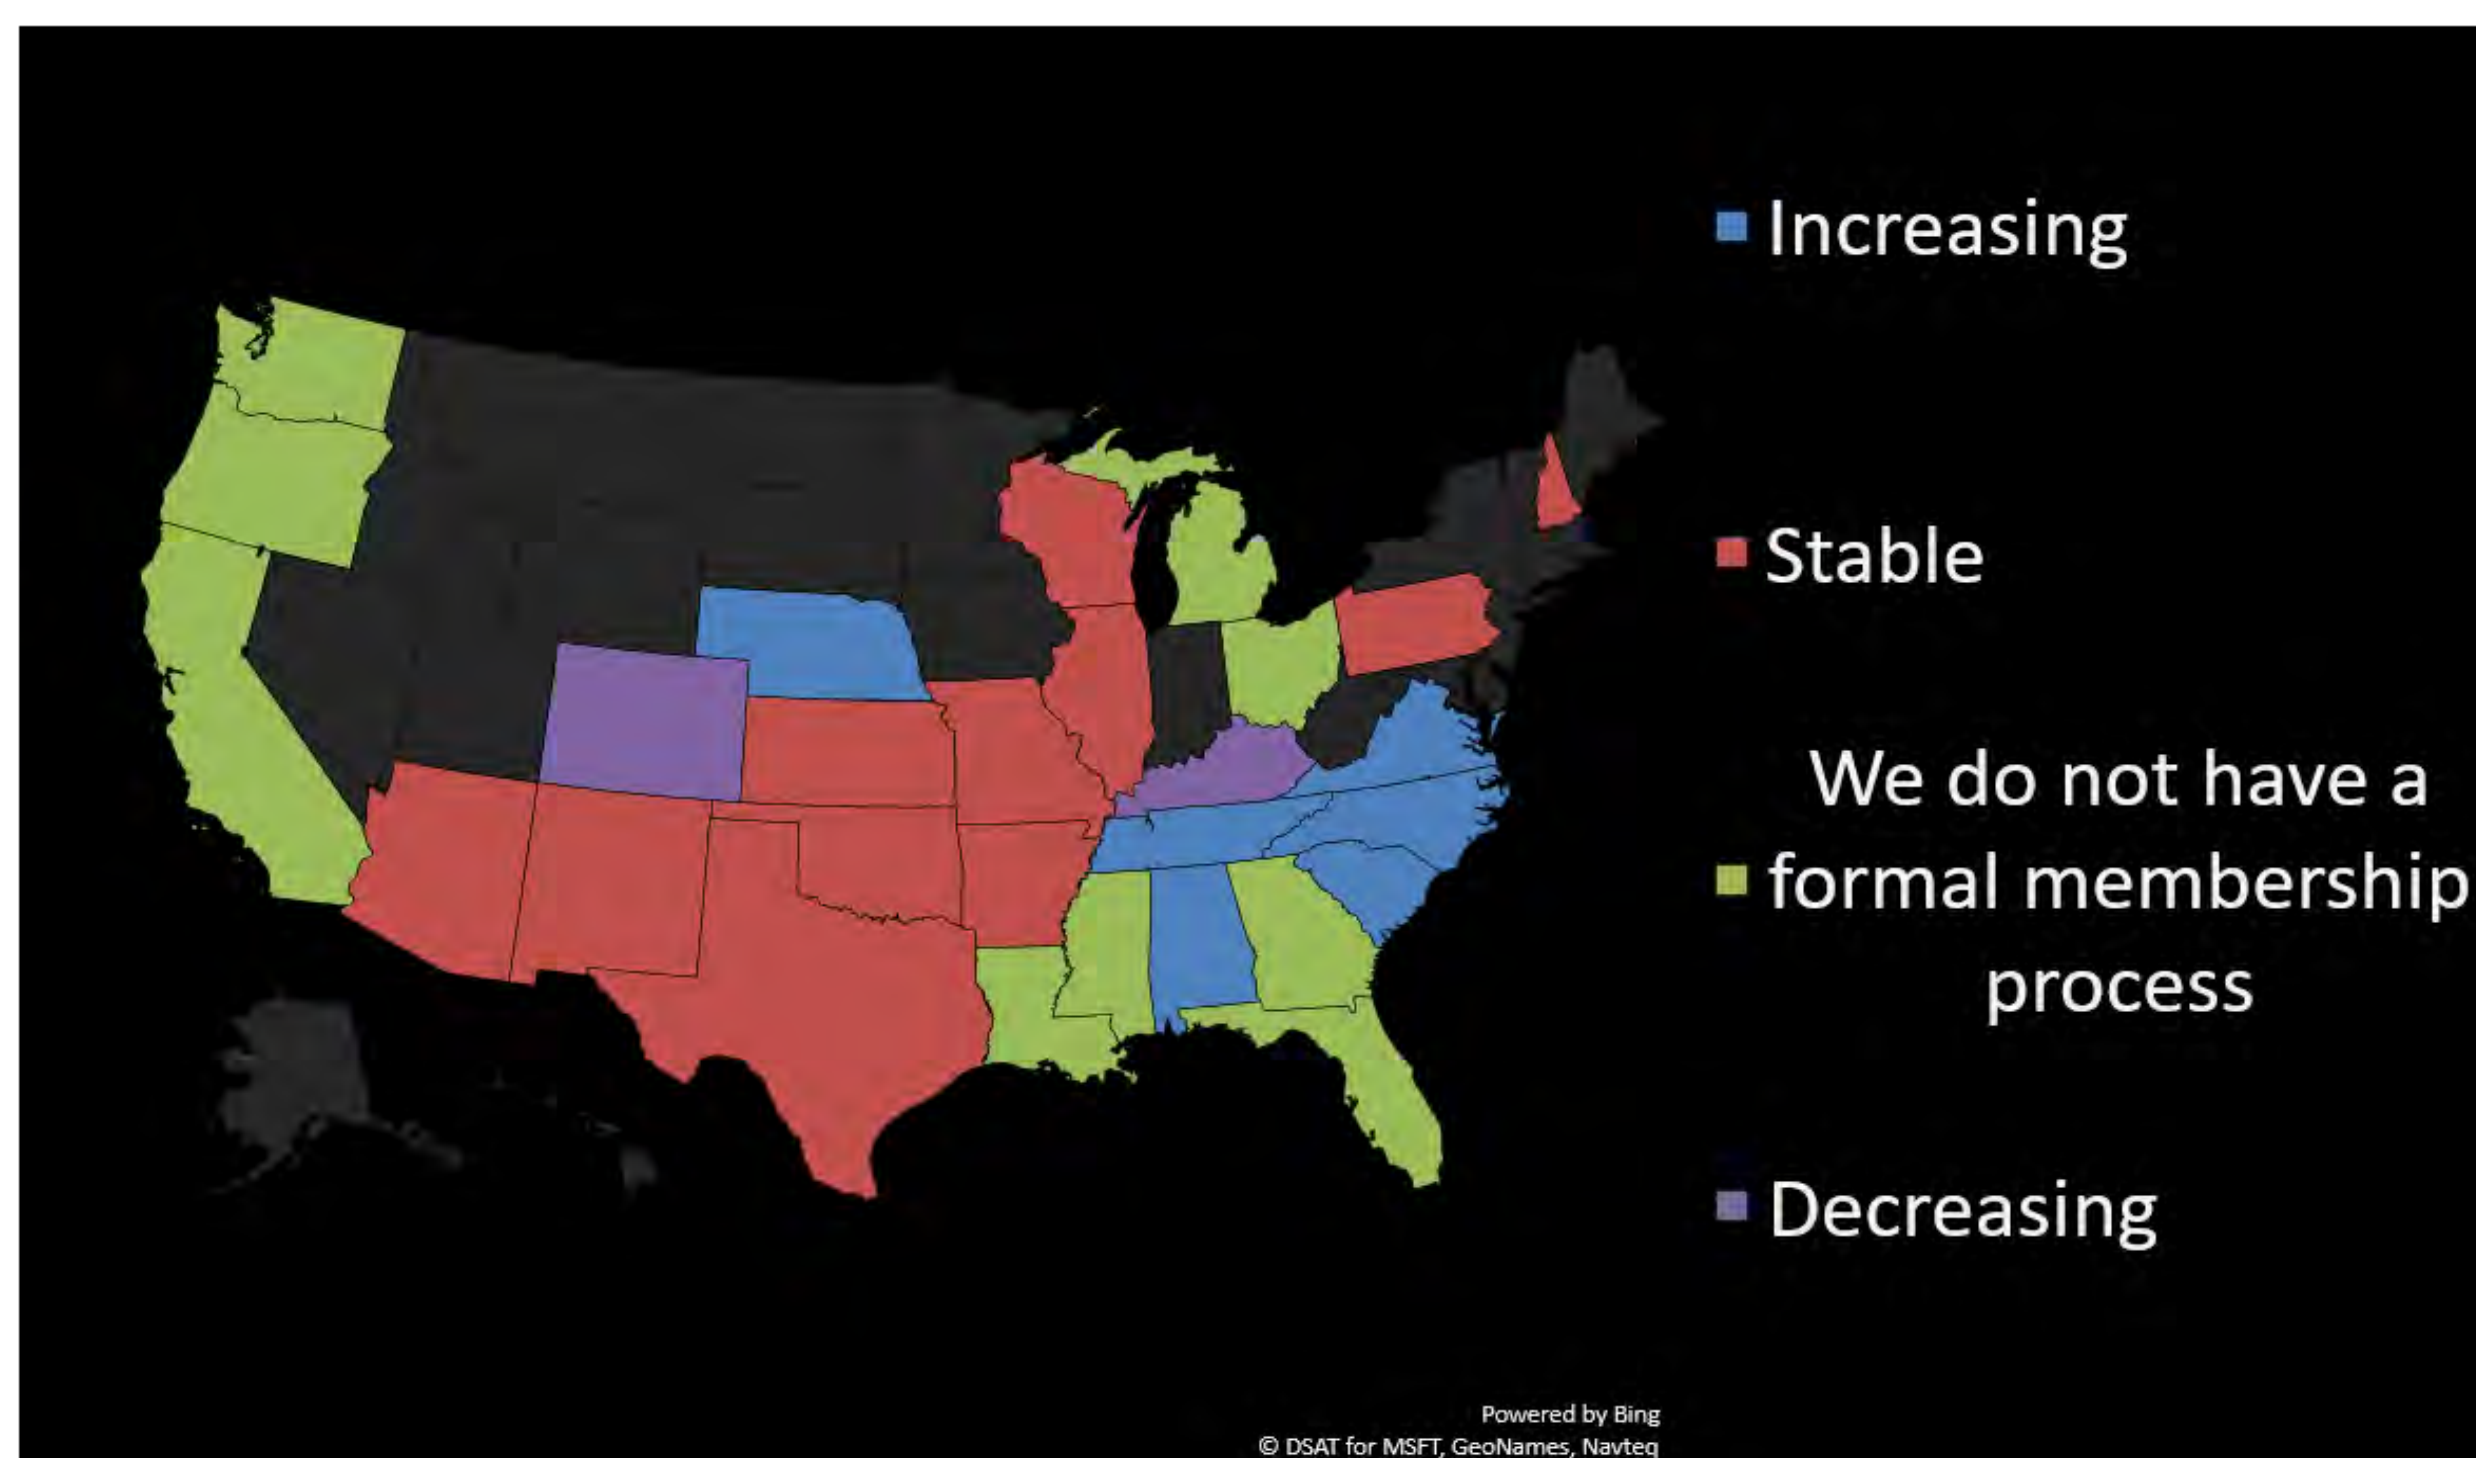 Increasing
Stable
We do not have a
formal membership
process
Decreasing
Powered by Bing
© DSAT for MSFT, GeoNames, Navteq